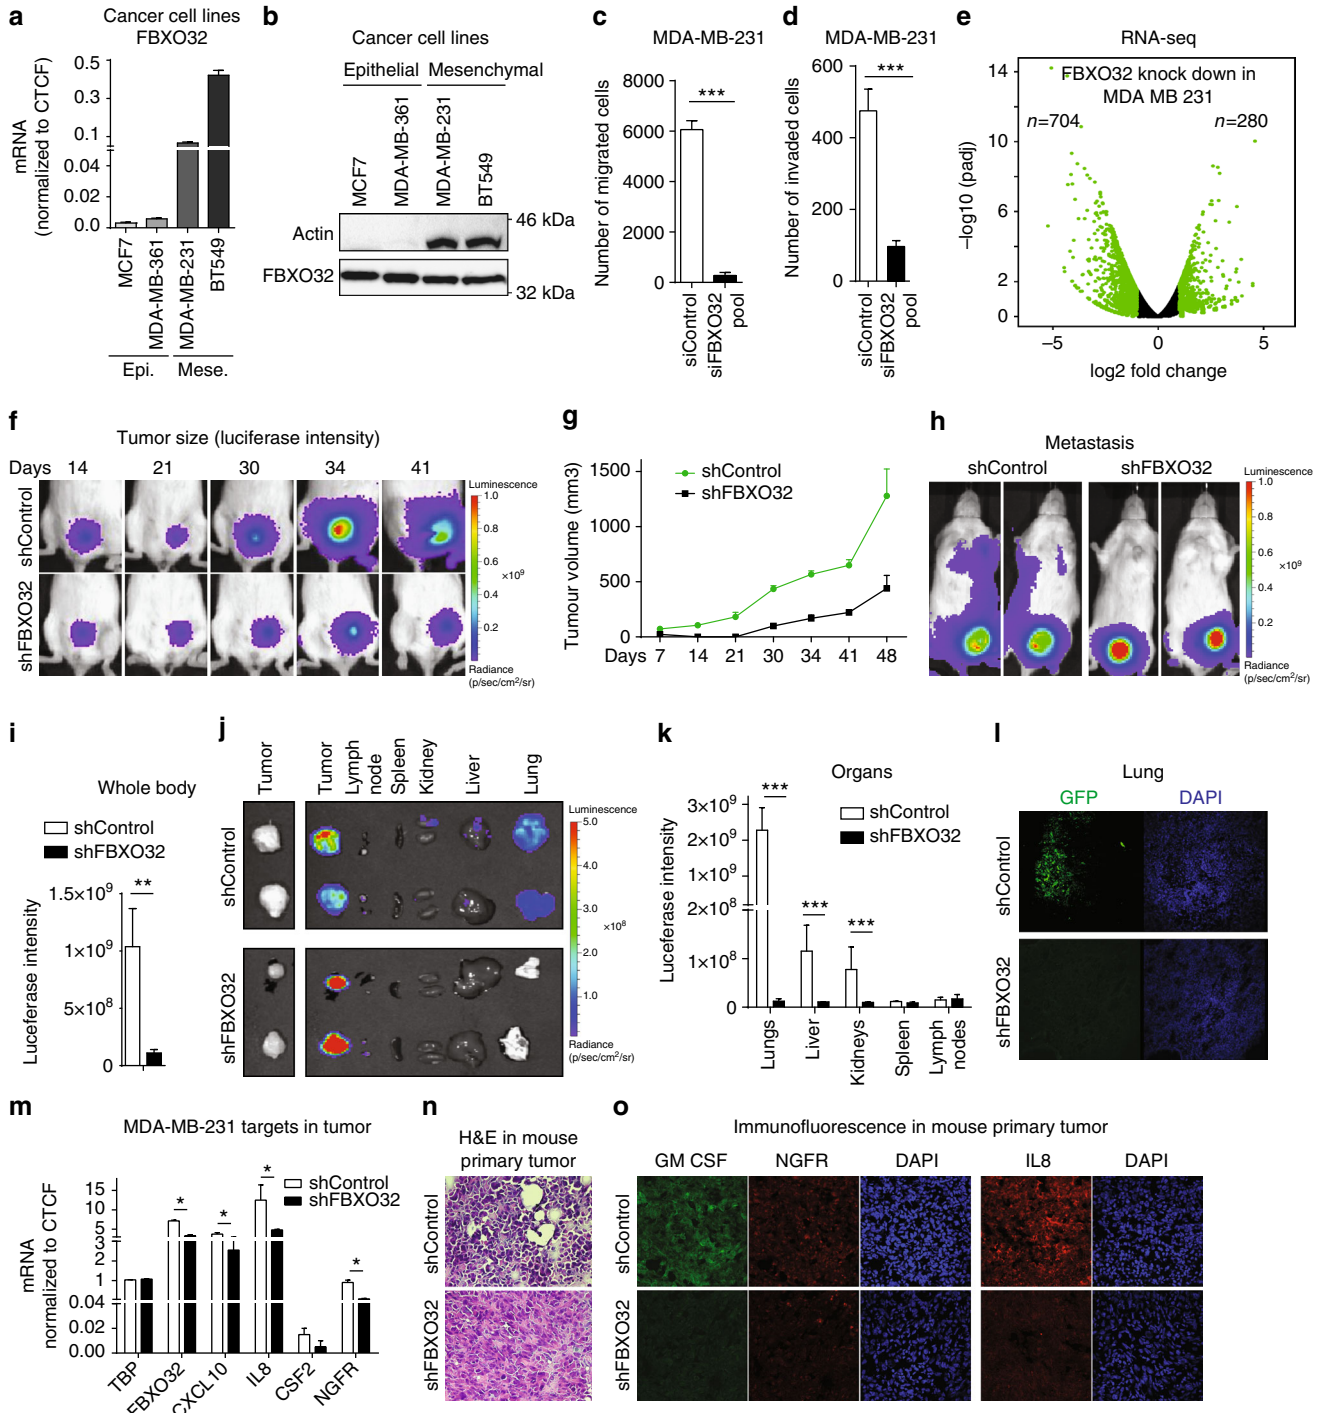 a
Cancer cell lines
FBXO32
mRNA
(normalized to CTCF)
0.5
0.3
0.1
0.04
0.02
0.0
MCF7
MDA-MB-361
MDA-MB-231
BT549
Epi.
Mese.
b
Cancer cell lines
Epithelial
Mesenchymal
MCF7
MDA-MB-361
MDA-MB-231
BT549
Actin
FBXO32
46 kDa
32 kDa
c
MDA-MB-231
Number of migrated cells
8000
6000
4000
2000
0
***
siControl
siFBXO32
pool
d
MDA-MB-231
Number of invaded cells
600
400
200
0
***
siControl
siFBXO32
pool
e
RNA-seq
FBXO32 knock down in
MDA MB 231
n=704
n=280
–log10 (padj)
14
10
6
2
0
–5
0
5
log2 fold change
f
Tumor size (luciferase intensity)
Days 14 21 30 34 41
shControl
shFBXO32
Luminescence
1.0
0.8
0.6
×10⁹
0.4
0.2
Radiance
(p/sec/cm²/sr)
g
Tumour volume (mm3)
1500
1000
500
0
shControl
shFBXO32
Days 7 14 21 30 34 41 48
h
Metastasis
shControl
shFBXO32
Luminescence
1.0
0.8
0.6
×10⁹
0.4
0.2
Radiance
(p/sec/cm²/sr)
i
Whole body
shControl
shFBXO32
Luceferase intensity
1.5×10⁹
1×10⁹
5×10⁸
0
**
j
Tumor
Tumor
Lymph
node
Spleen
Kidney
Liver
Lung
shControl
shFBXO32
Luminescence
5.0
4.0
3.0
×10⁸
2.0
1.0
Radiance
(p/sec/cm²/sr)
k
Organs
shControl
shFBXO32
Luceferase intensity
3×10⁹
2×10⁹
1×10⁹
2×10⁸
1×10⁸
0
***
***
***
Lungs
Liver
Kidneys
Spleen
Lymph
nodes
l
Lung
GFP
DAPI
shControl
shFBXO32
m
MDA-MB-231 targets in tumor
shControl
shFBXO32
mRNA
normalized to CTCF
15
10
5
3
2
1
0.04
0.02
0.00
*
*
*
*
TBP
FBXO32
CXCL10
IL8
CSF2
NGFR
n
H&E in mouse
primary tumor
shControl
shFBXO32
o
Immunofluorescence in mouse primary tumor
GM CSF
NGFR
DAPI
IL8
DAPI
shControl
shFBXO32